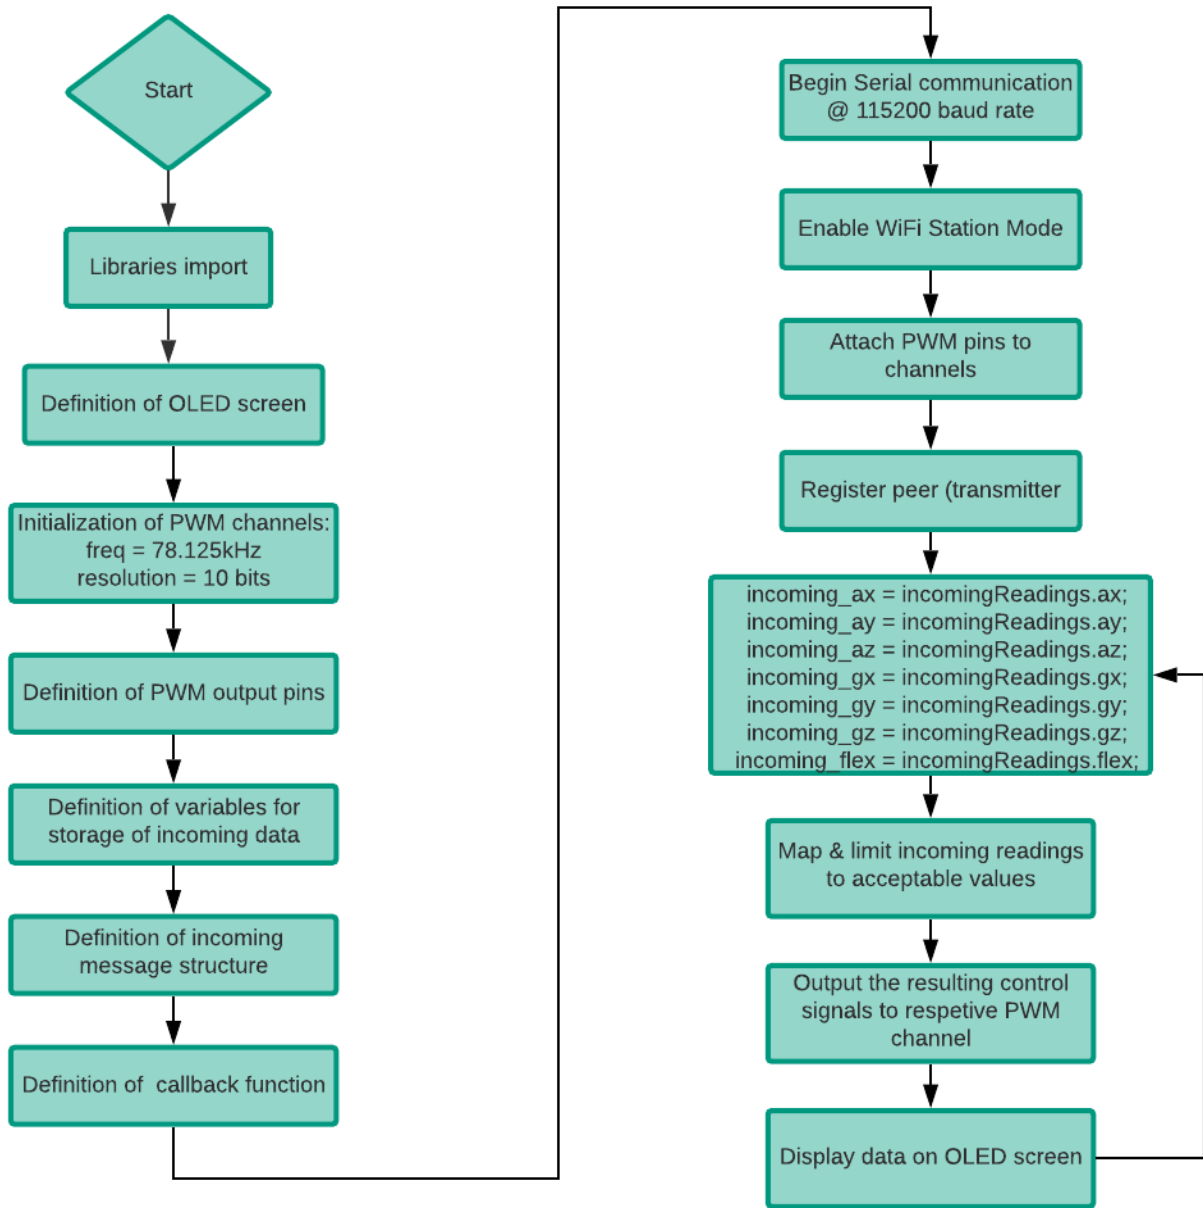 Start
Libraries import
Definition of OLED screen
Initialization of PWM channels:
freq = 78.125kHz
resolution = 10 bits
Definition of PWM output pins
Definition of variables for
storage of incoming data
Definition of incoming
message structure
Definition of  callback function
Begin Serial communication
@ 115200 baud rate
Enable WiFi Station Mode
Attach PWM pins to
channels
Register peer (transmitter
incoming_ax = incomingReadings.ax;
incoming_ay = incomingReadings.ay;
incoming_az = incomingReadings.az;
incoming_gx = incomingReadings.gx;
incoming_gy = incomingReadings.gy;
incoming_gz = incomingReadings.gz;
incoming_flex = incomingReadings.flex;
Map & limit incoming readings
to acceptable values
Output the resulting control
signals to respetive PWM
channel
Display data on OLED screen